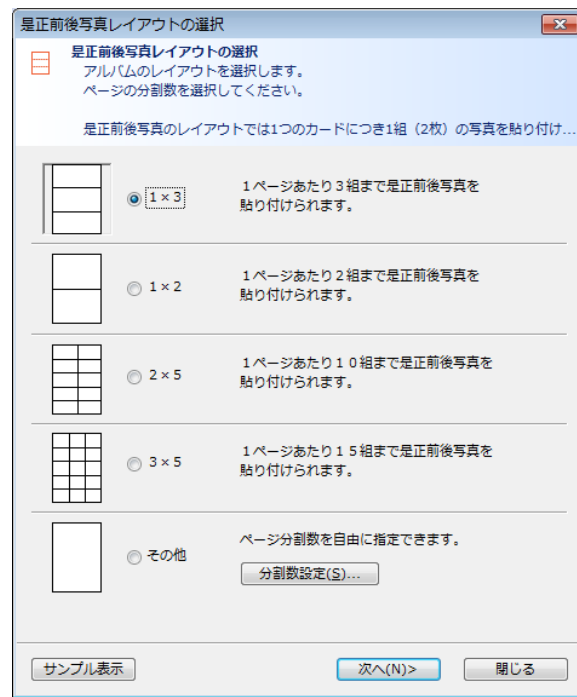 是正前後写真レイアウトの選択
是正前後写真レイアウトの選択
アルバムのレイアウトを選択します。
ページの分割数を選択してください。
是正前後写真のレイアウトでは1つのカードにつき1組（2枚）の写真を貼り付け...
1×3
１ページあたり３組まで是正前後写真を
貼り付けられます。
1×2
１ページあたり２組まで是正前後写真を
貼り付けられます。
2×5
１ページあたり１０組まで是正前後写真を
貼り付けられます。
3×5
１ページあたり１５組まで是正前後写真を
貼り付けられます。
その他
ページ分割数を自由に指定できます。
分割数設定(S)...
サンプル表示
次へ(N)>
閉じる